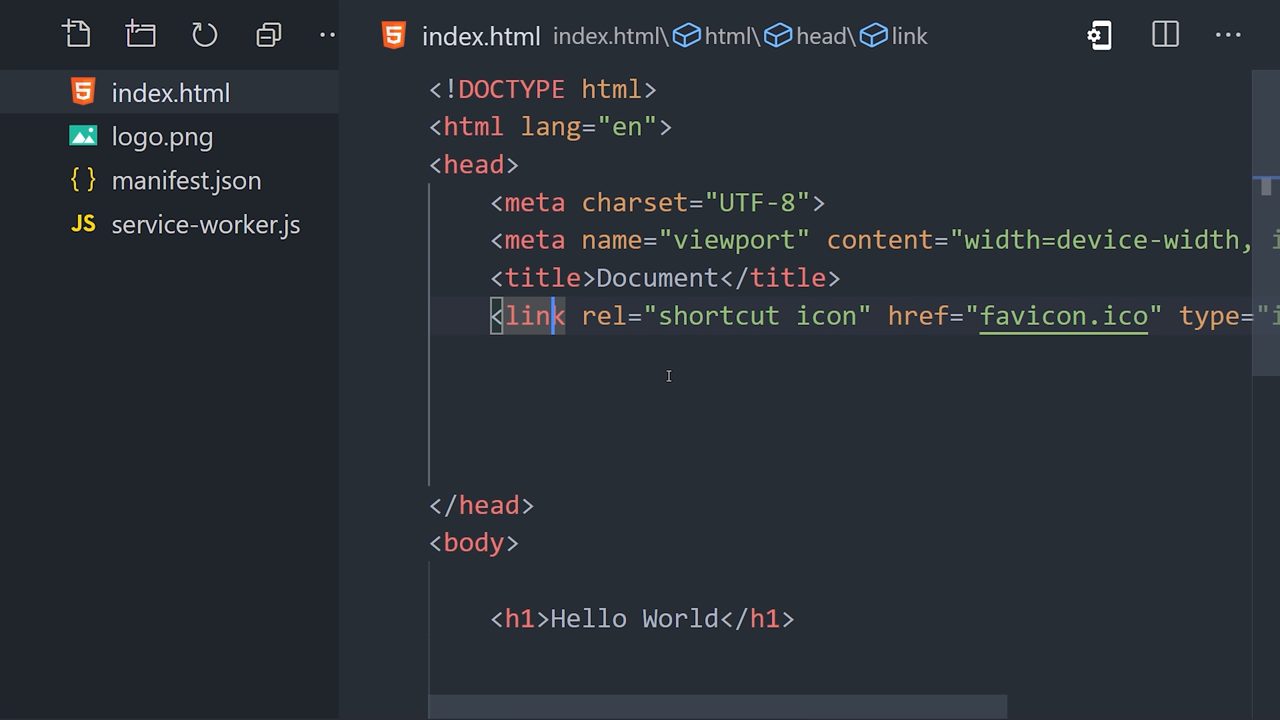 index.html index.html\html\head\link
index.html
logo.png
{ } manifest.json
JS service-worker.js
<!DOCTYPE html>
<html lang="en">
<head>
<meta charset="UTF-8">
<meta name="viewport" content="width=device-width, i
<title>Document</title>
<link rel="shortcut icon" href="favicon.ico" type="i
</head>
<body>
<h1>Hello World</h1>